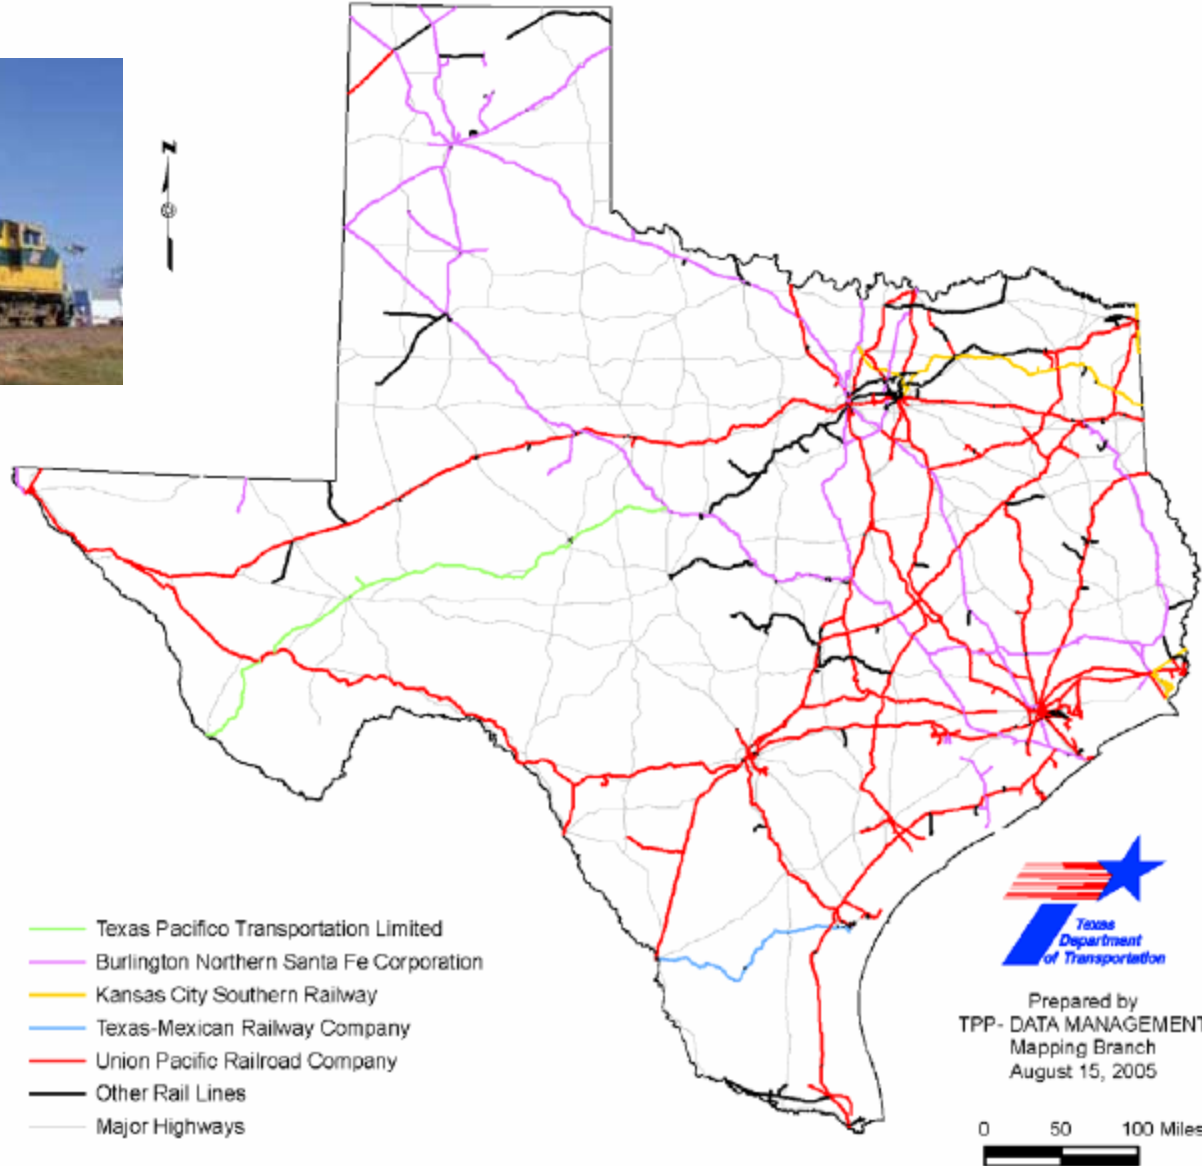 N
Texas Pacifico Transportation Limited
Burlington Northern Santa Fe Corporation
Kansas City Southern Railway
Texas-Mexican Railway Company
Union Pacific Railroad Company
Other Rail Lines
Major Highways
Texas
Department
of Transportation
Prepared by
TPP- DATA MANAGEMENT
Mapping Branch
August 15, 2005
0 50 100 Miles